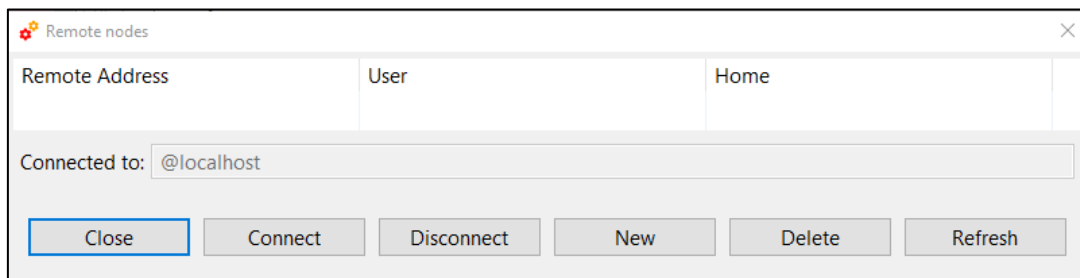 Remote nodes
Remote Address User Home
Connected to: @localhost
Close Connect Disconnect New Delete Refresh